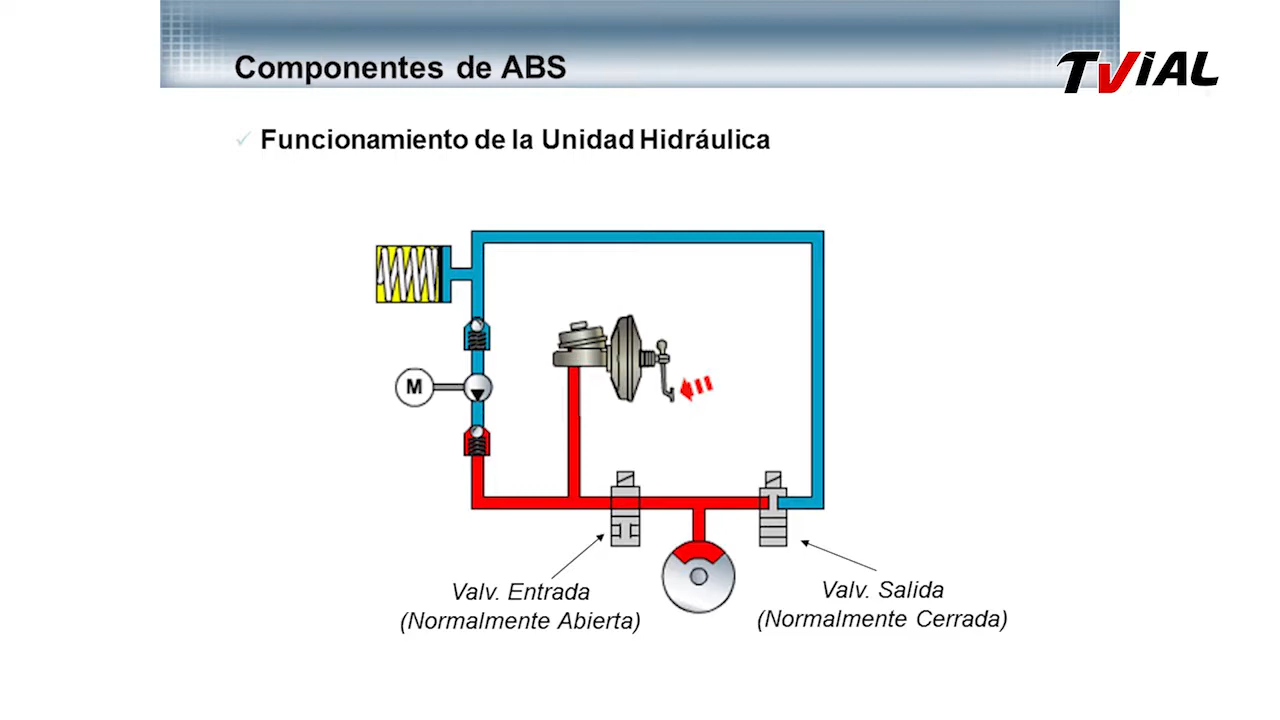 Componentes de ABS
TViAL
Funcionamiento de la Unidad Hidráulica
M
Valv. Entrada
(Normalmente Abierta)
Valv. Salida
(Normalmente Cerrada)